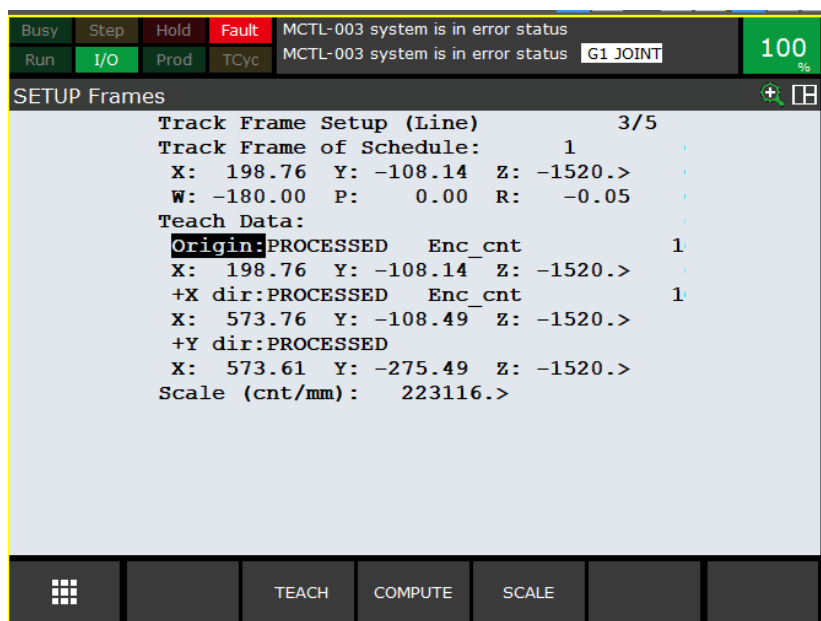 Busy Step Hold Fault MCTL-003 system is in error status
Run I/O Prod TCyc MCTL-003 system is in error status G1 JOINT 100 %
SETUP Frames
Track Frame Setup (Line) 3/5
Track Frame of Schedule: 1
X: 198.76 Y: -108.14 Z: -1520.>
W: -180.00 P: 0.00 R: -0.05
Teach Data:
Origin:PROCESSED Enc_cnt 1
X: 198.76 Y: -108.14 Z: -1520.>
+X dir:PROCESSED Enc_cnt 1
X: 573.76 Y: -108.49 Z: -1520.>
+Y dir:PROCESSED
X: 573.61 Y: -275.49 Z: -1520.>
Scale (cnt/mm): 223116.>
TEACH COMPUTE SCALE